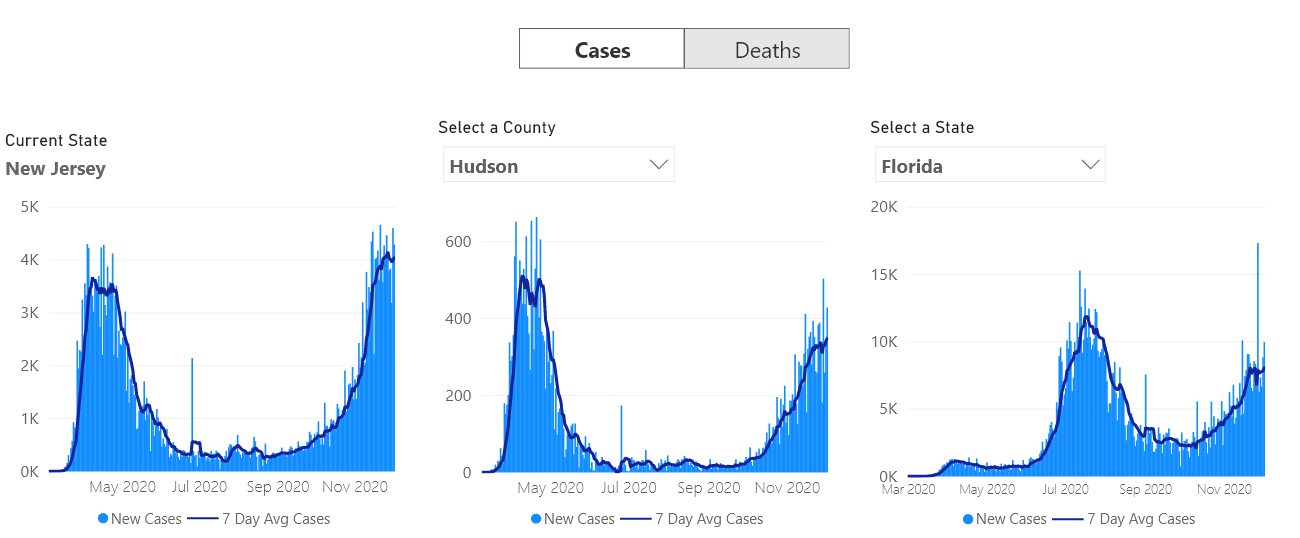 Cases
Deaths
Current State
New Jersey
5K
4K
3K
2K
1K
0K
May 2020 Jul 2020 Sep 2020 Nov 2020
New Cases 7 Day Avg Cases
Select a County
Hudson
600
400
200
0
May 2020 Jul 2020 Sep 2020 Nov 2020
New Cases 7 Day Avg Cases
Select a State
Florida
20K
15K
10K
5K
0K
Mar 2020 May 2020 Jul 2020 Sep 2020 Nov 2020
New Cases 7 Day Avg Cases